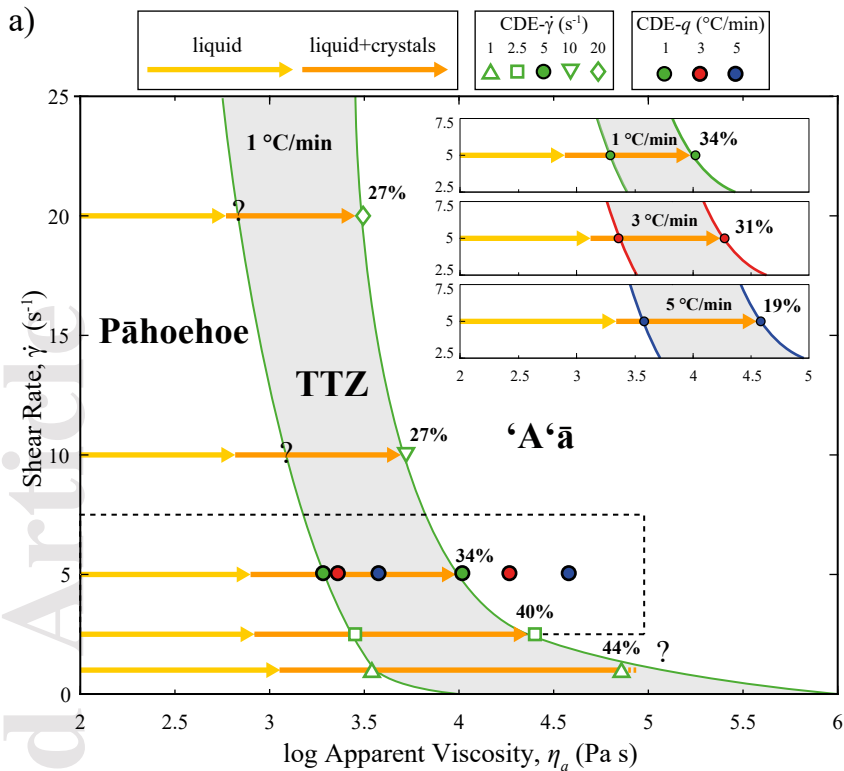 a)
liquid
liquid+crystals
CDE-γ̇ (s⁻¹)
1 2.5 5 10 20
CDE-q (°C/min)
1 3 5
25
20
15
10
5
0
Shear Rate, γ̇ (s⁻¹)
1 °C/min
?
27%
Pāhoehoe
TTZ
?
27%
‘A‘ā
34%
40%
44%
?
7.5
5
2.5
1 °C/min
34%
7.5
5
2.5
3 °C/min
31%
7.5
5
2.5
5 °C/min
19%
2 2.5 3 3.5 4 4.5 5
2 2.5 3 3.5 4 4.5 5 5.5 6
log Apparent Viscosity, ηa (Pa s)
d Article